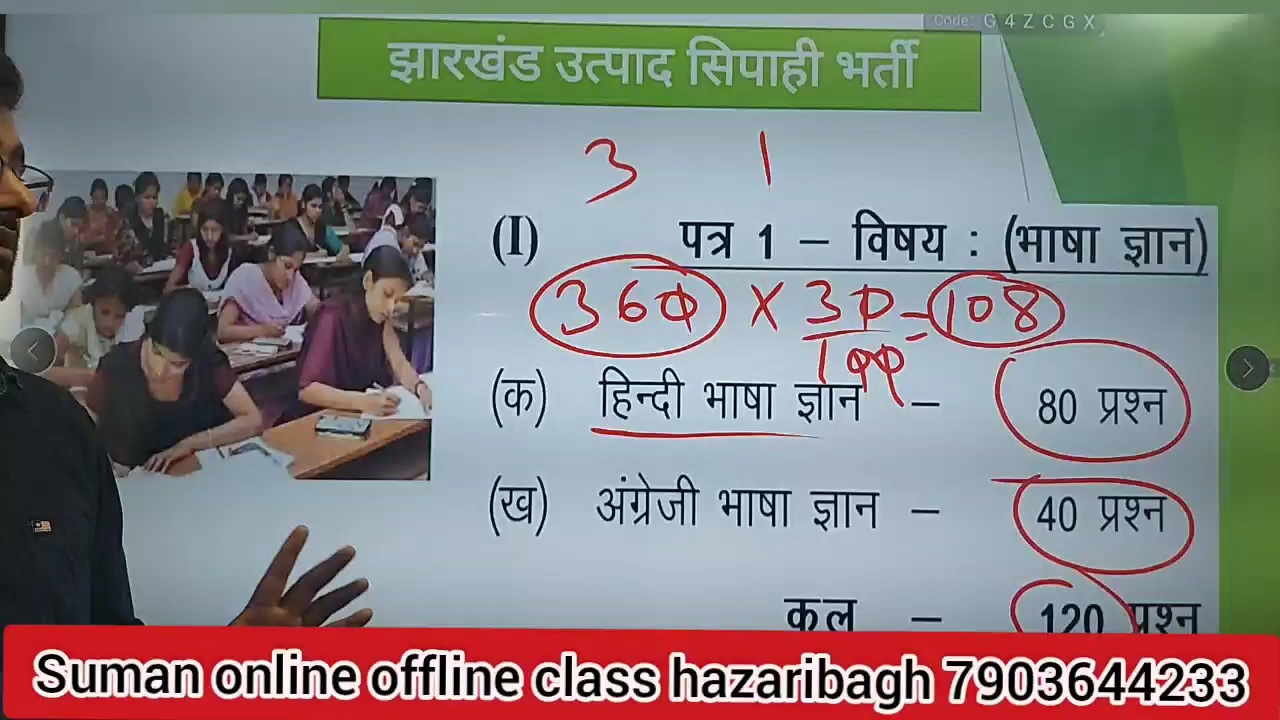 Code: G4ZCGX
झारखंड उत्पाद सिपाही भर्ती
3 1
(I) पत्र 1 – विषय : (भाषा ज्ञान)
360 X 30/100 = 108
(क) हिन्दी भाषा ज्ञान – 80 प्रश्न
(ख) अंग्रेजी भाषा ज्ञान – 40 प्रश्न
कुल – 120 प्रश्न
Suman online offline class hazaribagh 7903644233